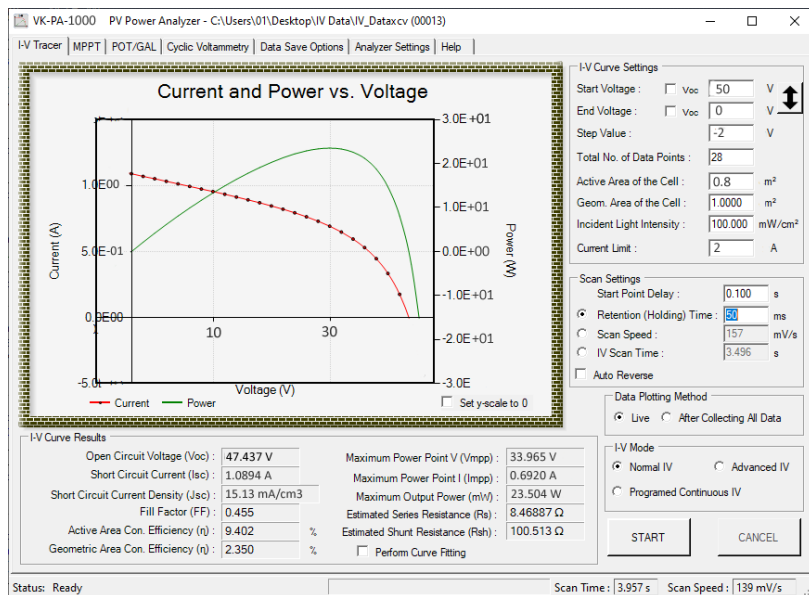 VK-PA-1000 PV Power Analyzer - C:\Users\01\Desktop\IV Data\IV_Dataxcv (00013)
I-V Tracer MPPT POT/GAL Cyclic Voltammetry Data Save Options Analyzer Settings Help
Current and Power vs. Voltage
3.0E+01
2.0E+01
1.0E00 1.0E+01
Current (A)
Power (W)
5.0E-01 0.0E+00
-1.0E+01
0.0E+00
10 30
-2.0E+01
-5.0 -3.0E
Voltage (V)
Current Power Set y-scale to 0
I-V Curve Settings
Start Voltage : Voc 50 V
End Voltage : Voc 0 V
Step Value : -2 V
Total No. of Data Points : 28
Active Area of the Cell : 0.8 m²
Geom. Area of the Cell : 1.0000 m²
Incident Light Intensity : 100.000 mW/cm²
Current Limit : 2 A
Scan Settings
Start Point Delay : 0.100 s
Retention (Holding) Time : 50 ms
Scan Speed : 157 mV/s
IV Scan Time : 3.496 s
Auto Reverse
Data Plotting Method
Live After Collecting All Data
I-V Mode
Normal IV Advanced IV
Programed Continuous IV
START CANCEL
I-V Curve Results
Open Circuit Voltage (Voc) : 47.437 V
Short Circuit Current (Isc) : 1.0894 A
Short Circuit Current Density (Jsc) : 15.13 mA/cm3
Fill Factor (FF) : 0.455
Active Area Con. Efficiency (η) : 9.402 %
Geometric Area Con. Efficiency (η) : 2.350 %
Maximum Power Point V (Vmpp) : 33.965 V
Maximum Power Point I (Impp) : 0.6920 A
Maximum Output Power (mW) : 23.504 W
Estimated Series Resistance (Rs) : 8.46887 Ω
Estimated Shunt Resistance (Rsh) : 100.513 Ω
Perform Curve Fitting
Status: Ready Scan Time : 3.957 s Scan Speed : 139 mV/s